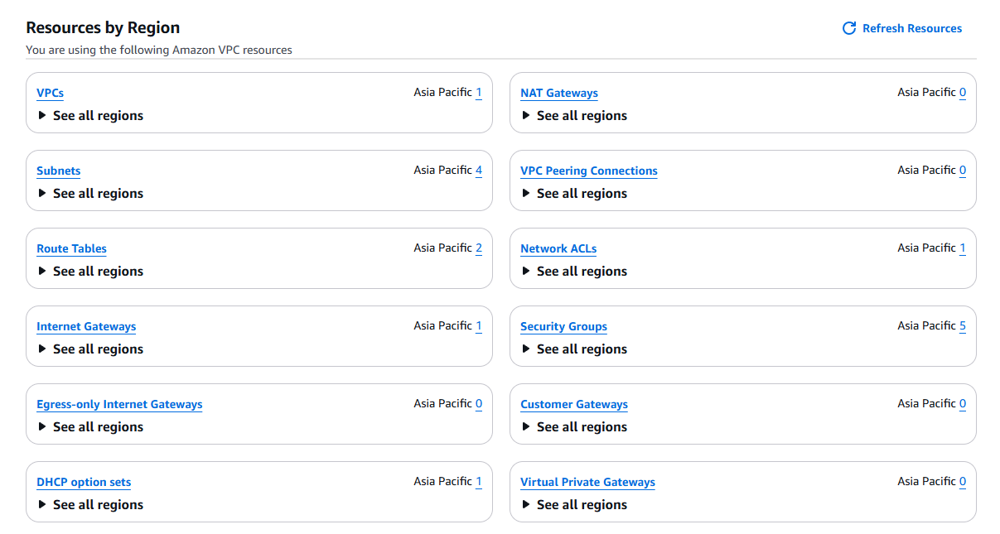 Resources by Region
Refresh Resources
You are using the following Amazon VPC resources
VPCs Asia Pacific 1
See all regions
NAT Gateways Asia Pacific 0
See all regions
Subnets Asia Pacific 4
See all regions
VPC Peering Connections Asia Pacific 0
See all regions
Route Tables Asia Pacific 2
See all regions
Network ACLs Asia Pacific 1
See all regions
Internet Gateways Asia Pacific 1
See all regions
Security Groups Asia Pacific 5
See all regions
Egress-only Internet Gateways Asia Pacific 0
See all regions
Customer Gateways Asia Pacific 0
See all regions
DHCP option sets Asia Pacific 1
See all regions
Virtual Private Gateways Asia Pacific 0
See all regions